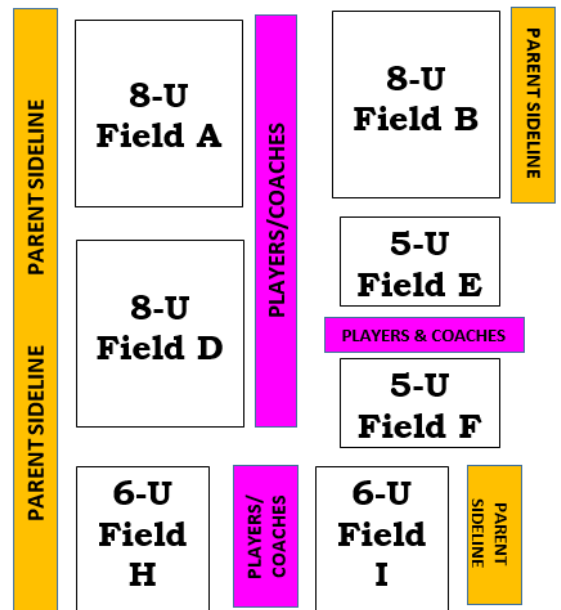 PARENT SIDELINE
8-U
Field A
PLAYERS/COACHES
8-U
Field B
PARENT SIDELINE
5-U
Field E
8-U
Field D
PLAYERS & COACHES
PARENT SIDELINE
5-U
Field F
6-U
Field
H
PLAYERS/
COACHES
6-U
Field
I
PARENT
SIDELINE